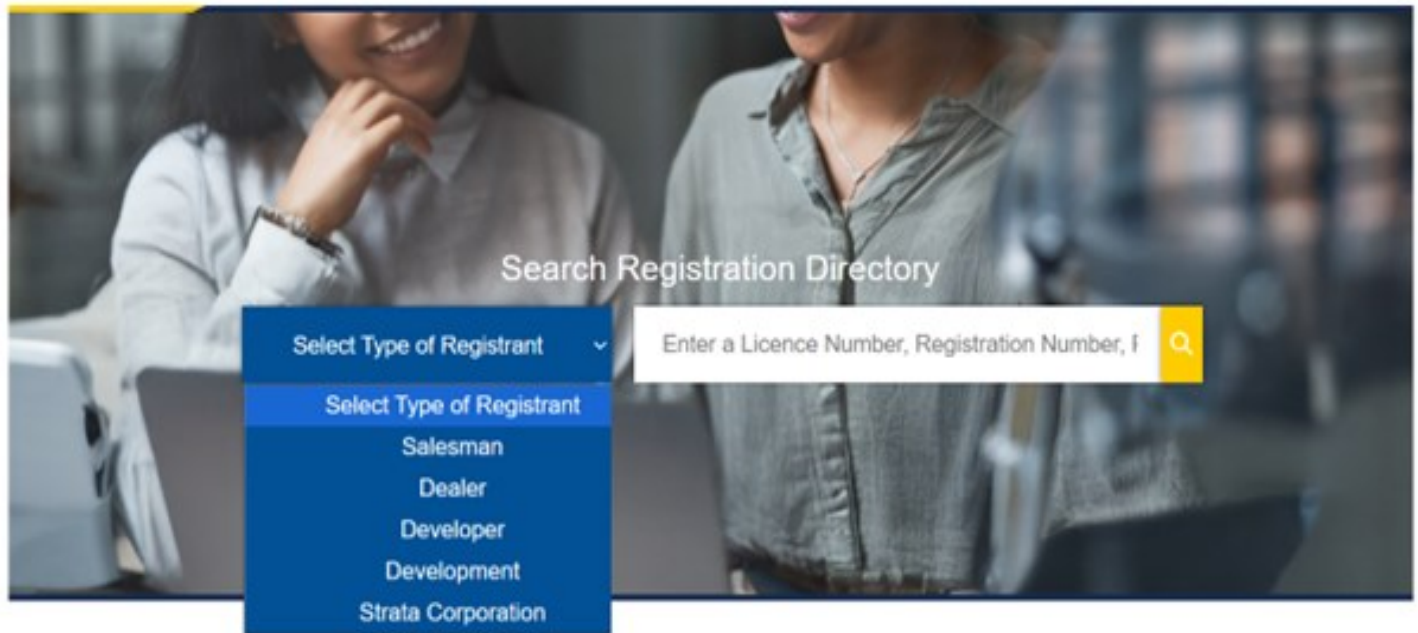 Search Registration Directory
Select Type of Registrant
Enter a Licence Number, Registration Number, F
Select Type of Registrant
Salesman
Dealer
Developer
Development
Strata Corporation